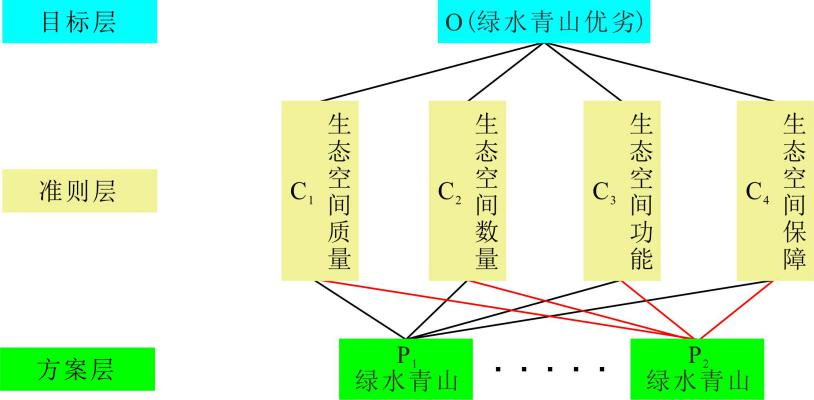 目标层
O(绿水青山优劣)
准则层
C₁ 生态空间质量
C₂ 生态空间数量
C₃ 生态空间功能
C₄ 生态空间保障
方案层
P₁
绿水青山
· · · · ·
P₂
绿水青山